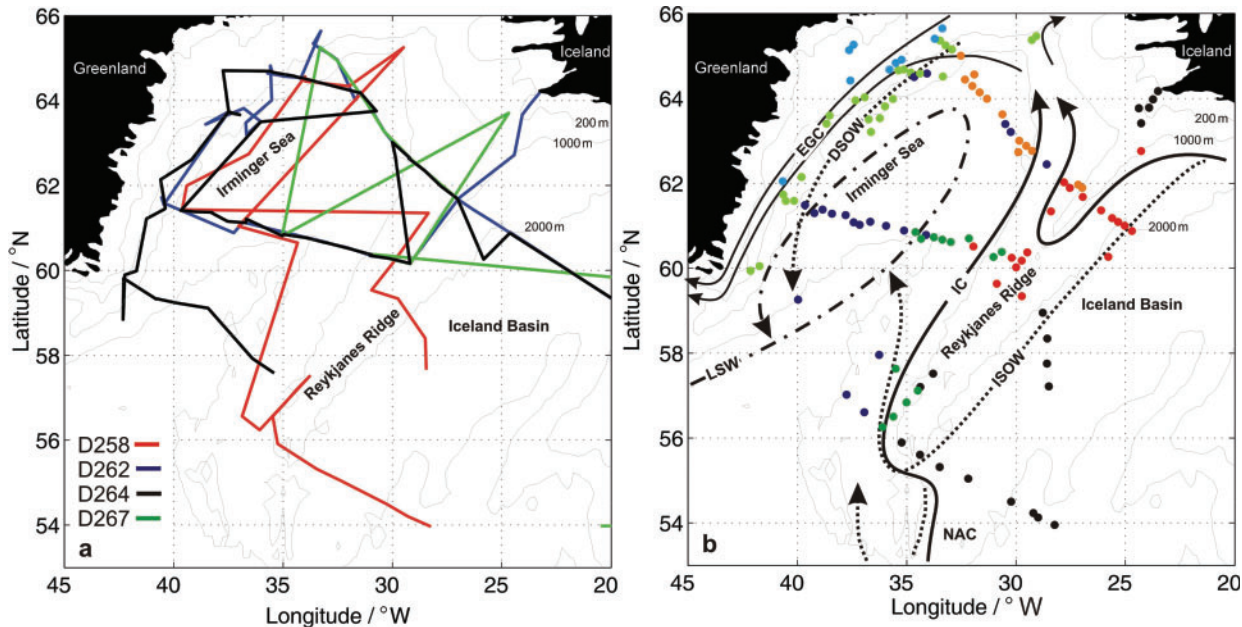 66
64
62
60
58
56
54
45
40
35
30
25
20
Latitude / °N
Longitude / °W
Greenland
Iceland
200 m
1000 m
2000 m
Irminger Sea
Iceland Basin
Reykjanes Ridge
D258
D262
D264
D267
a
66
64
62
60
58
56
54
45
40
35
30
25
20
Latitude / °N
Longitude / °W
Greenland
Iceland
200 m
1000 m
2000 m
EGC
DSOW
Irminger Sea
IC
Reykjanes Ridge
Iceland Basin
ISOW
LSW
NAC
b